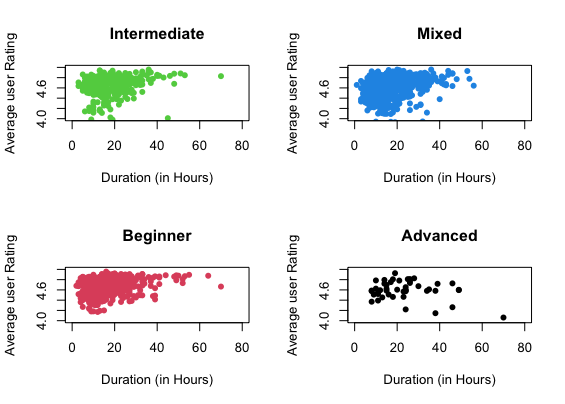 Intermediate
Average user Rating
4.0 4.6
0 20 40 60 80
Duration (in Hours)
Mixed
Average user Rating
4.0 4.6
0 20 40 60 80
Duration (in Hours)
Beginner
Average user Rating
4.0 4.6
0 20 40 60 80
Duration (in Hours)
Advanced
Average user Rating
4.0 4.6
0 20 40 60 80
Duration (in Hours)